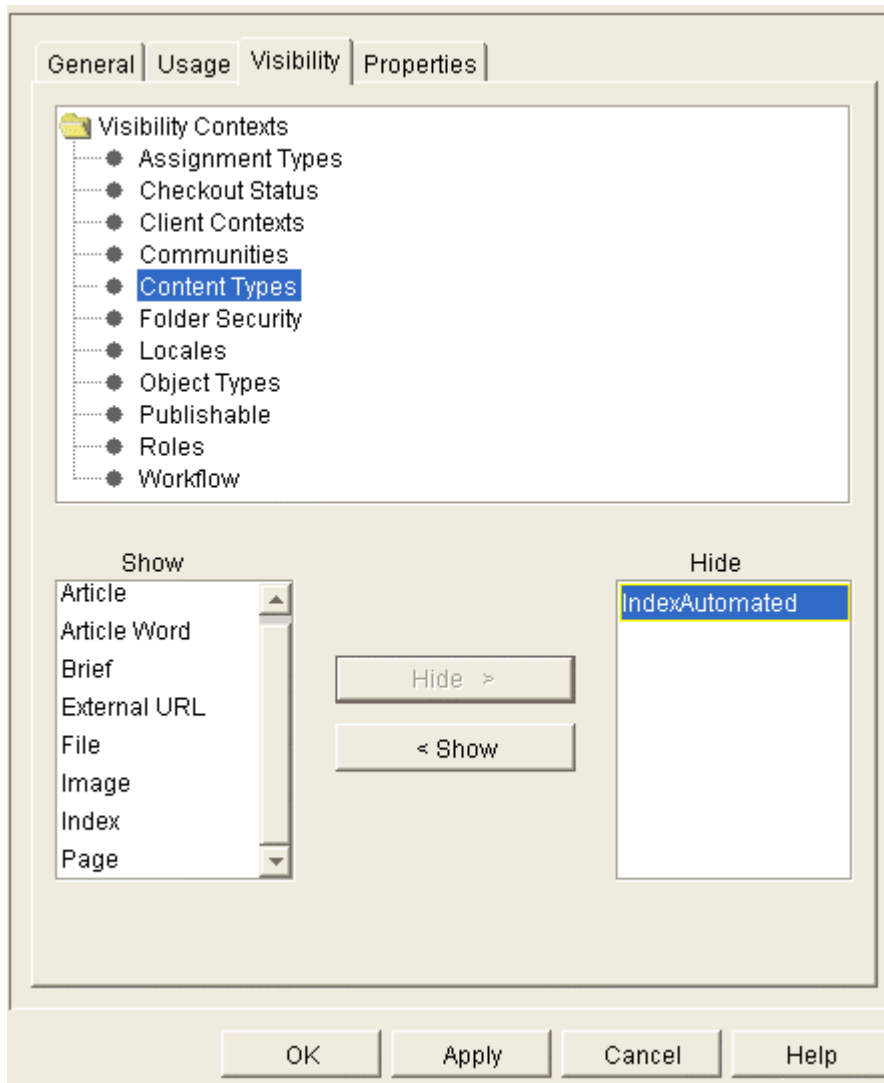 General
Usage
Visibility
Properties
Visibility Contexts
Assignment Types
Checkout Status
Client Contexts
Communities
Content Types
Folder Security
Locales
Object Types
Publishable
Roles
Workflow
Show
Article
Article Word
Brief
External URL
File
Image
Index
Page
Hide >
< Show
Hide
IndexAutomated
OK
Apply
Cancel
Help